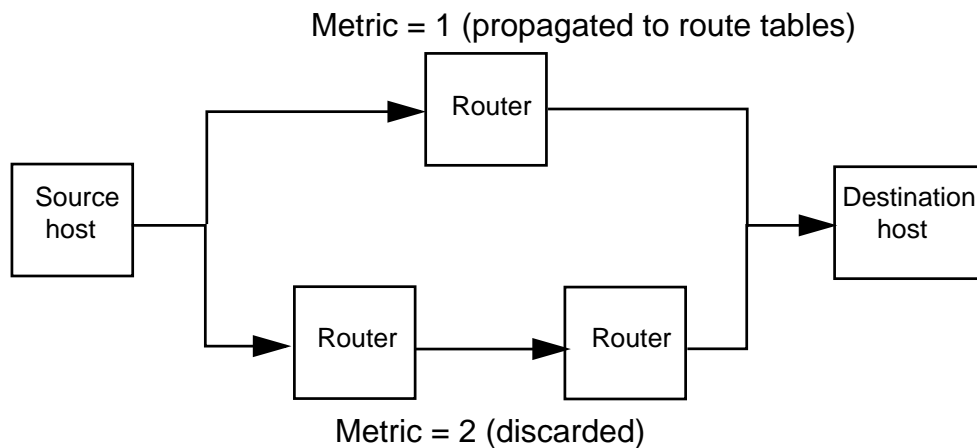 Metric = 1 (propagated to route tables)
Router
Source
host
Destination
host
Router
Router
Metric = 2 (discarded)